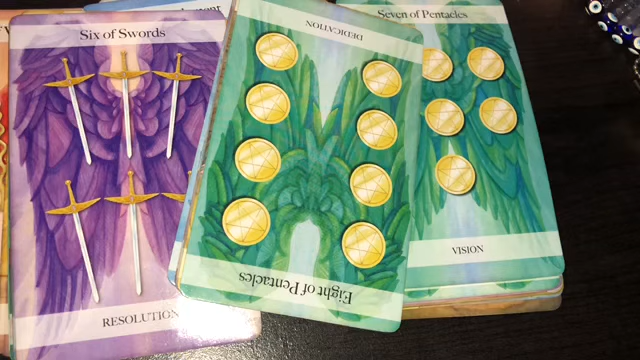 Six of Swords
RESOLUTION
DEDICATION
Eight of Pentacles
Seven of Pentacles
VISION